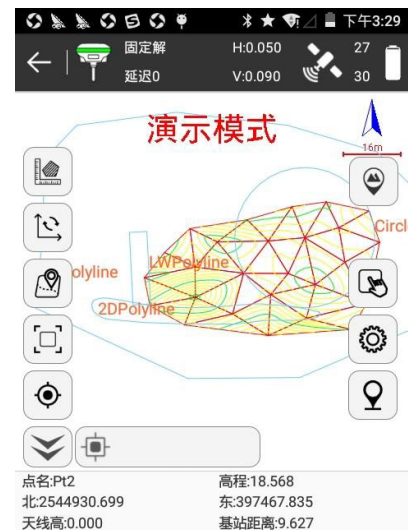 下午3:29
固定解 H:0.050 27
延迟0 V:0.090 30
演示模式
16m
Circl
olyline
LWPolyline
2DPolyline
点名:Pt2 高程:18.568
北:2544930.699 东:397467.835
天线高:0.000 基站距离:9.627